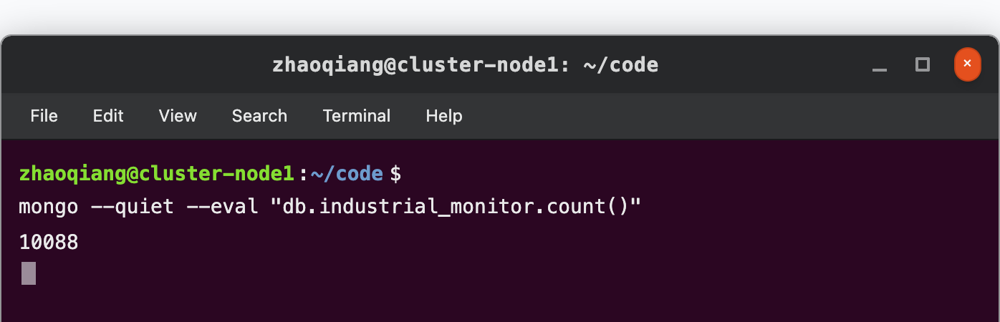 zhaoqiang@cluster-node1: ~/code
File Edit View Search Terminal Help
zhaoqiang@cluster-node1:~/code $
mongo --quiet --eval "db.industrial_monitor.count()"
10088